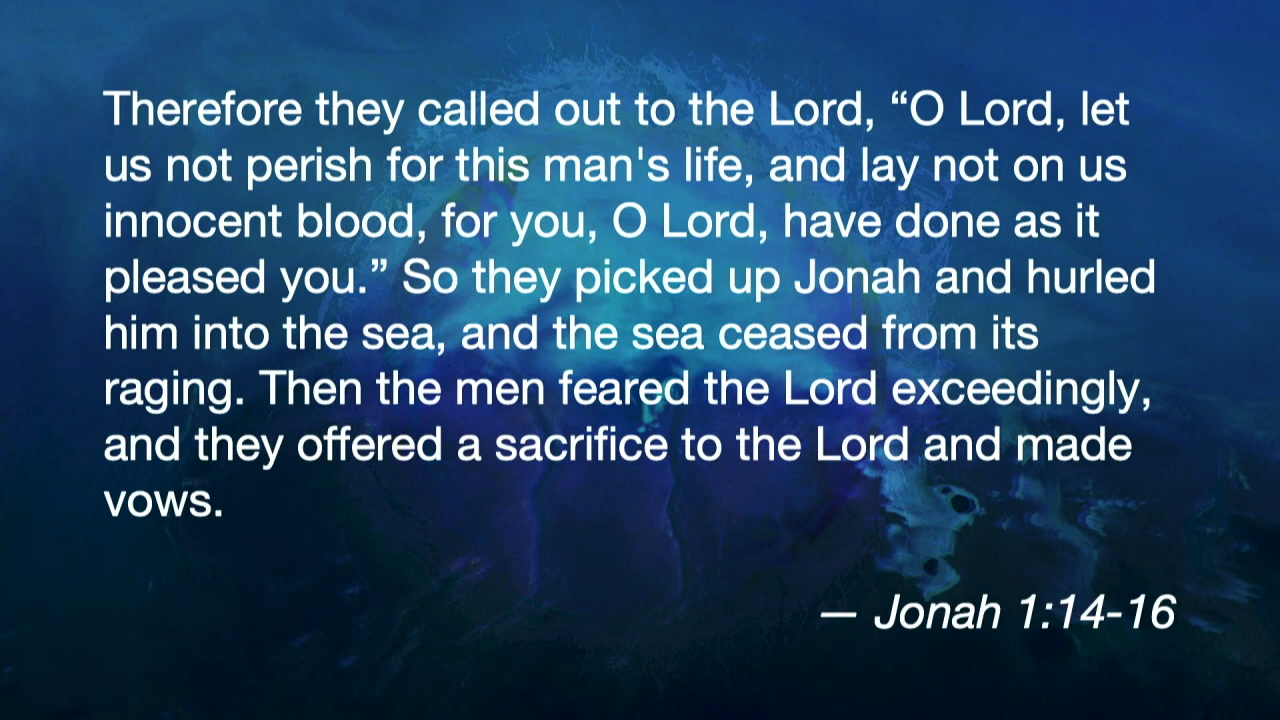 Therefore they called out to the Lord, “O Lord, let
us not perish for this man's life, and lay not on us
innocent blood, for you, O Lord, have done as it
pleased you.” So they picked up Jonah and hurled
him into the sea, and the sea ceased from its
raging. Then the men feared the Lord exceedingly,
and they offered a sacrifice to the Lord and made
vows.
— Jonah 1:14-16